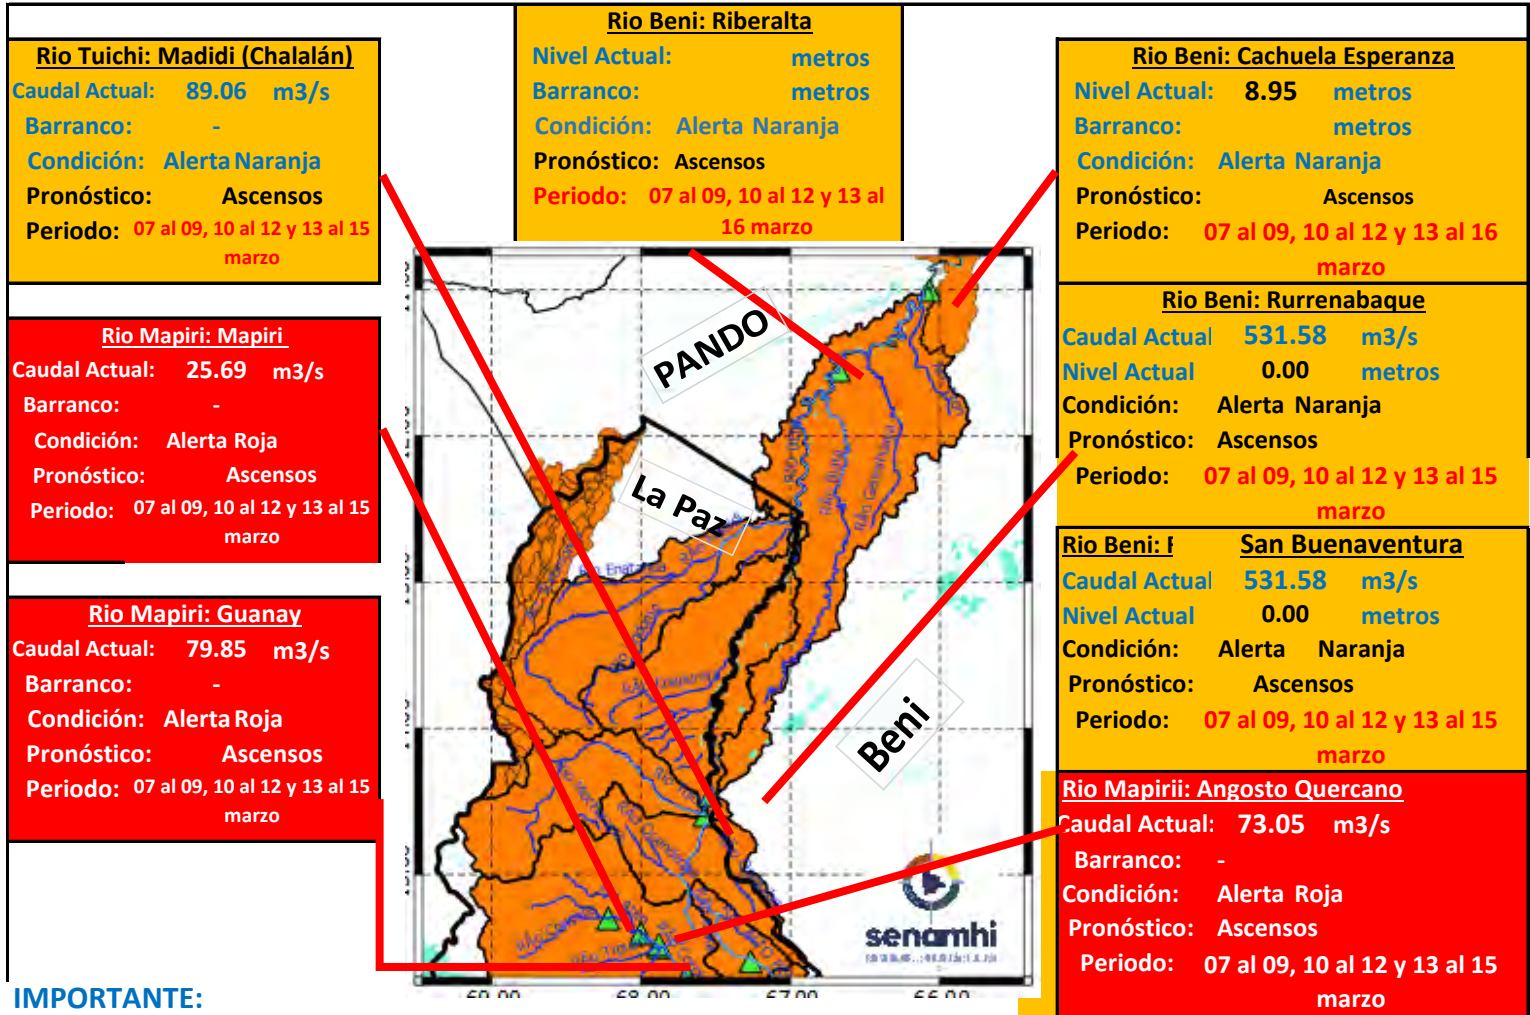 Rio Tuichi: Madidi (Chalalán)
Caudal Actual: 89.06 m3/s
Barranco: -
Condición: Alerta Naranja
Pronóstico: Ascensos
Periodo: 07 al 09, 10 al 12 y 13 al 15
marzo
Rio Mapiri: Mapiri
Caudal Actual: 25.69 m3/s
Barranco: -
Condición: Alerta Roja
Pronóstico: Ascensos
Periodo: 07 al 09, 10 al 12 y 13 al 15
marzo
Rio Mapiri: Guanay
Caudal Actual: 79.85 m3/s
Barranco: -
Condición: Alerta Roja
Pronóstico: Ascensos
Periodo: 07 al 09, 10 al 12 y 13 al 15
marzo
IMPORTANTE:
Rio Beni: Riberalta
Nivel Actual: metros
Barranco: metros
Condición: Alerta Naranja
Pronóstico: Ascensos
Periodo: 07 al 09, 10 al 12 y 13 al
16 marzo
PANDO
La Paz
Beni
senamhi
69.00 68.00 67.00 66.00
Rio Beni: Cachuela Esperanza
Nivel Actual: 8.95 metros
Barranco: metros
Condición: Alerta Naranja
Pronóstico: Ascensos
Periodo: 07 al 09, 10 al 12 y 13 al 16
marzo
Rio Beni: Rurrenabaque
Caudal Actual 531.58 m3/s
Nivel Actual 0.00 metros
Condición: Alerta Naranja
Pronóstico: Ascensos
Periodo: 07 al 09, 10 al 12 y 13 al 15
marzo
Rio Beni: San Buenaventura
Caudal Actual 531.58 m3/s
Nivel Actual 0.00 metros
Condición: Alerta Naranja
Pronóstico: Ascensos
Periodo: 07 al 09, 10 al 12 y 13 al 15
marzo
Rio Mapirii: Angosto Quercano
Caudal Actual: 73.05 m3/s
Barranco: -
Condición: Alerta Roja
Pronóstico: Ascensos
Periodo: 07 al 09, 10 al 12 y 13 al 15
marzo